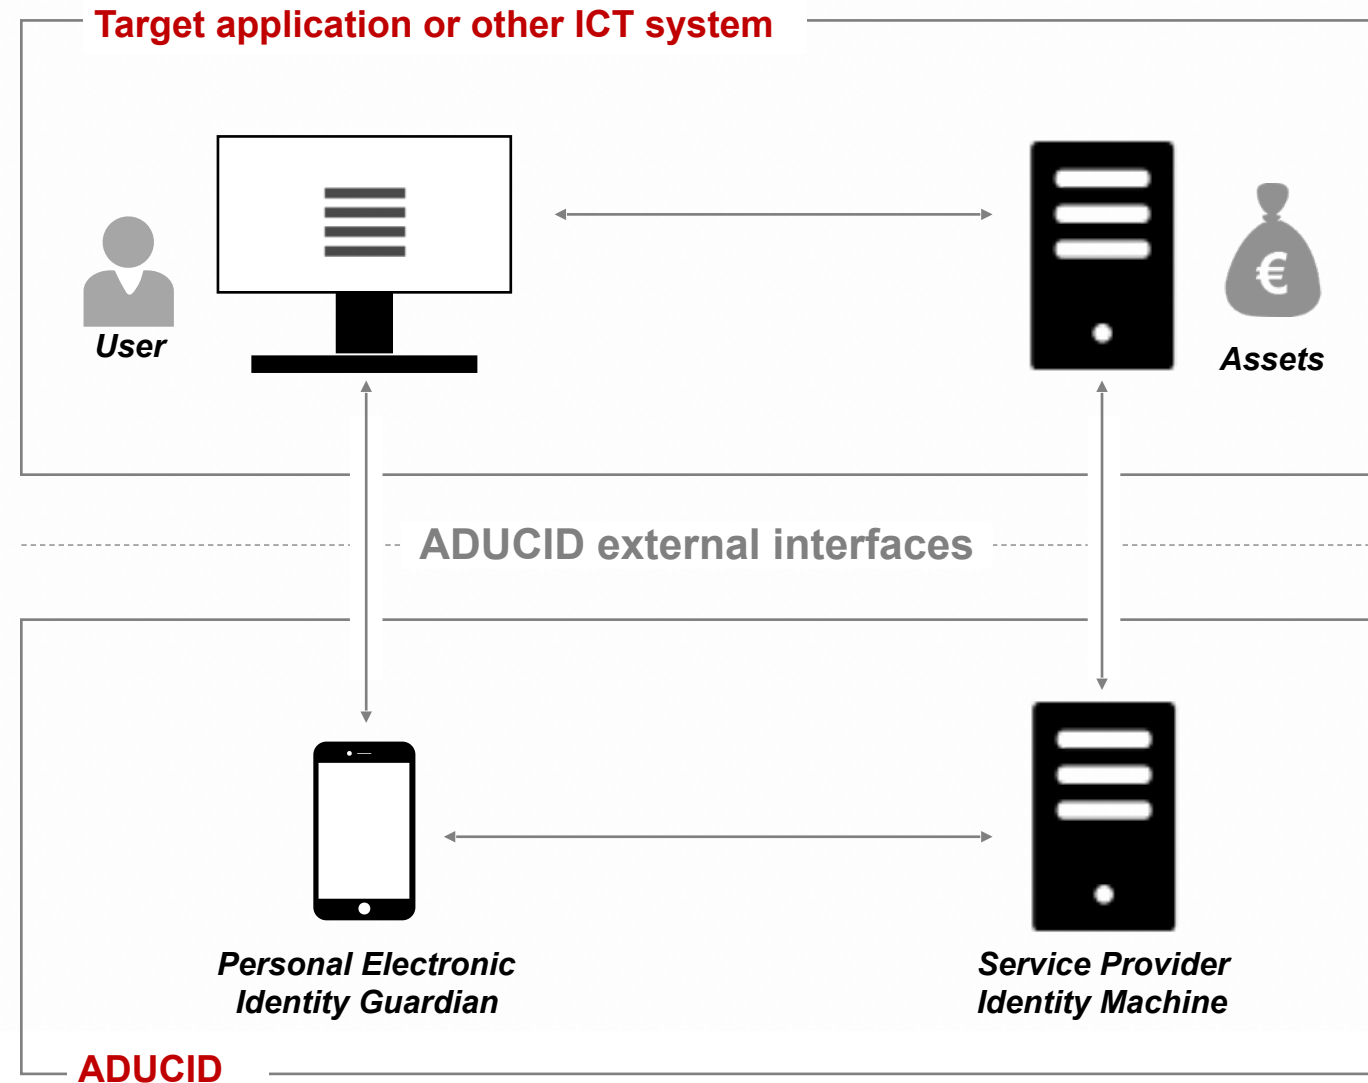 Target application or other ICT system
€
User
Assets
ADUCID external interfaces
Personal Electronic
Identity Guardian
Service Provider
Identity Machine
ADUCID